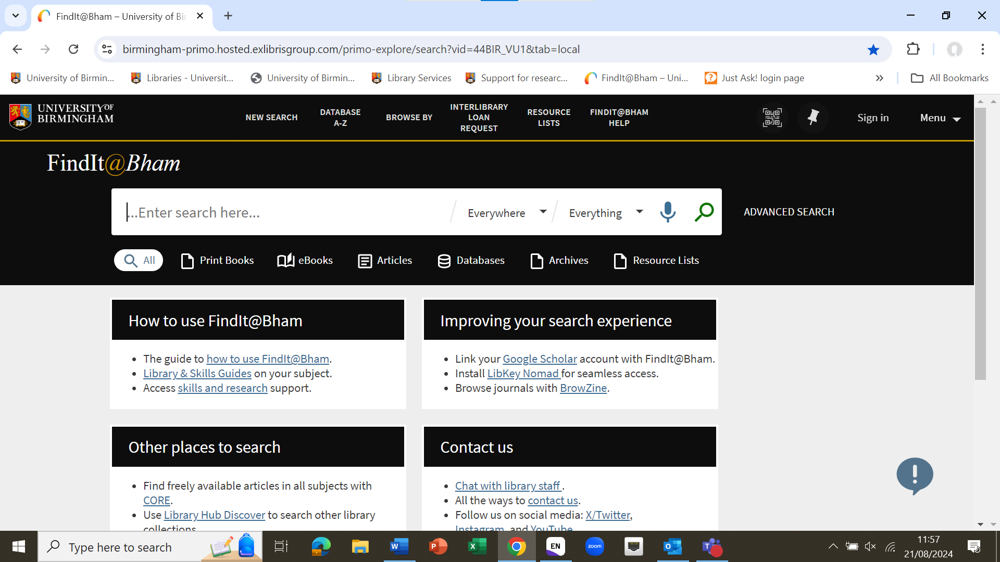 FindIt@Bham – University of Bir
birmingham-primo.hosted.exlibrisgroup.com/primo-explore/search?vid=44BIR_VU1&tab=local
University of Birmin... Libraries - Universit... University of Birmin... Library Services Support for researc... FindIt@Bham – Uni... Just Ask! login page » All Bookmarks
UNIVERSITY OF
BIRMINGHAM
NEW SEARCH
DATABASE
A-Z
BROWSE BY
INTERLIBRARY
LOAN
REQUEST
RESOURCE
LISTS
FINDIT@BHAM
HELP
Sign in
Menu
FindIt@Bham
...Enter search here...
Everywhere
Everything
ADVANCED SEARCH
All Print Books eBooks Articles Databases Archives Resource Lists
How to use FindIt@Bham
• The guide to how to use FindIt@Bham.
• Library & Skills Guides on your subject.
• Access skills and research support.
Improving your search experience
• Link your Google Scholar account with FindIt@Bham.
• Install LibKey Nomad for seamless access.
• Browse journals with BrowZine.
Other places to search
• Find freely available articles in all subjects with
CORE.
• Use Library Hub Discover to search other library
collections
Contact us
• Chat with library staff .
• All the ways to contact us.
• Follow us on social media: X/Twitter,
Instagram, and YouTube
Type here to search
W
P
X
EN
zoom
O
T
11:57
21/08/2024